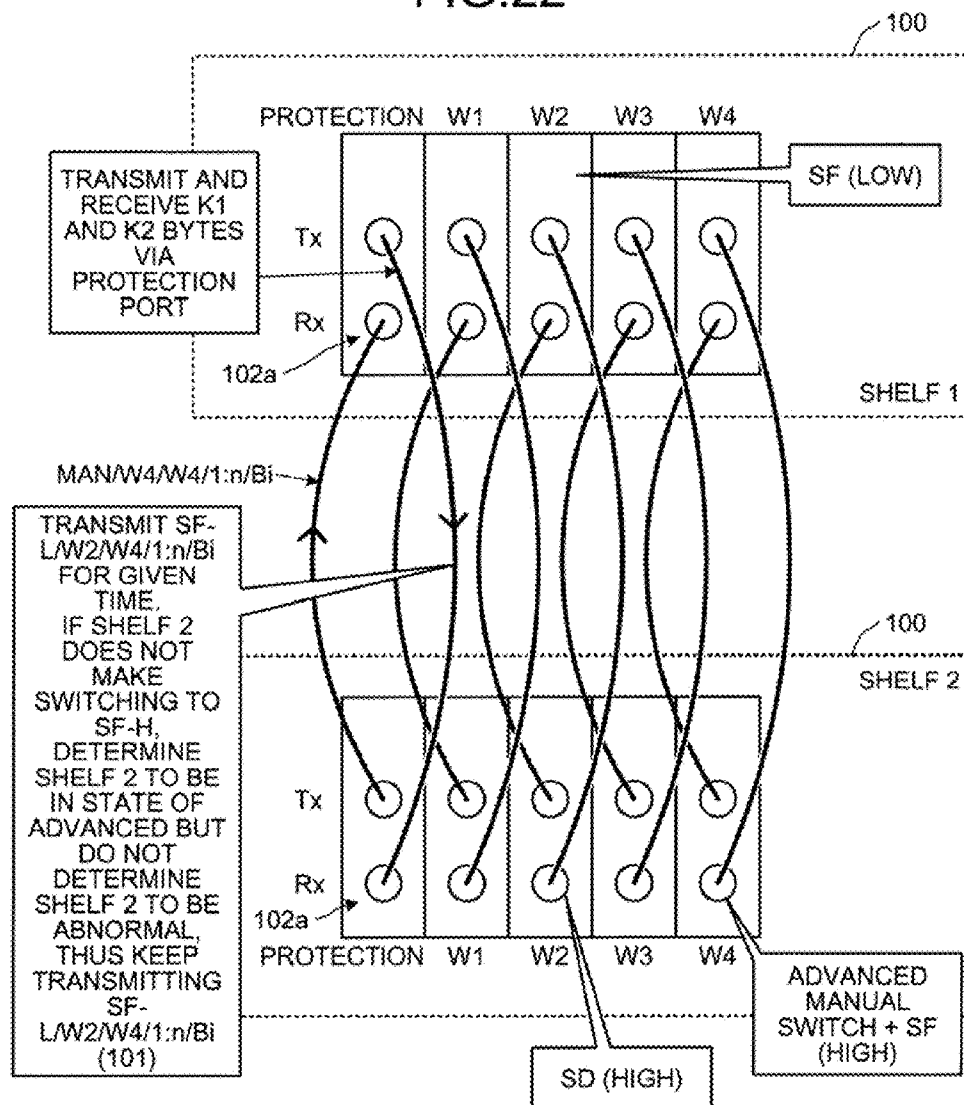 FIG.22
100
PROTECTION W1 W2 W3 W4
TRANSMIT AND
RECEIVE K1
AND K2 BYTES
VIA
PROTECTION
PORT
SF (LOW)
Tx
Rx
102a
SHELF 1
MAN/W4/W4/1:n/Bi
TRANSMIT SF-
L/W2/W4/1:n/Bi
FOR GIVEN
TIME.
IF SHELF 2
DOES NOT
MAKE
SWITCHING TO
SF-H,
DETERMINE
SHELF 2 TO BE
IN STATE OF
ADVANCED BUT
DO NOT
DETERMINE
SHELF 2 TO BE
ABNORMAL,
THUS KEEP
TRANSMITTING
SF-
L/W2/W4/1:n/Bi
(101)
100
SHELF 2
Tx
Rx
102a
PROTECTION W1 W2 W3 W4
ADVANCED
MANUAL
SWITCH + SF
(HIGH)
SD (HIGH)